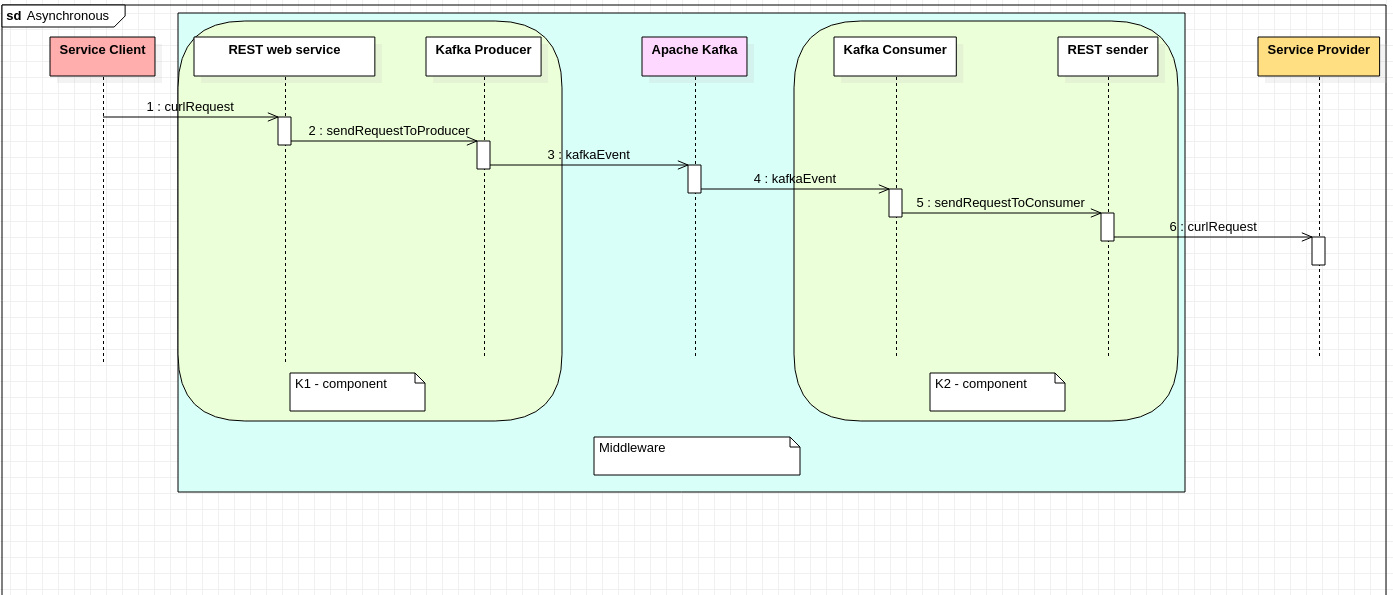 sd Asynchronous
Service Client
REST web service
Kafka Producer
Apache Kafka
Kafka Consumer
REST sender
Service Provider
1 : curlRequest
2 : sendRequestToProducer
3 : kafkaEvent
4 : kafkaEvent
5 : sendRequestToConsumer
6 : curlRequest
K1 - component
K2 - component
Middleware